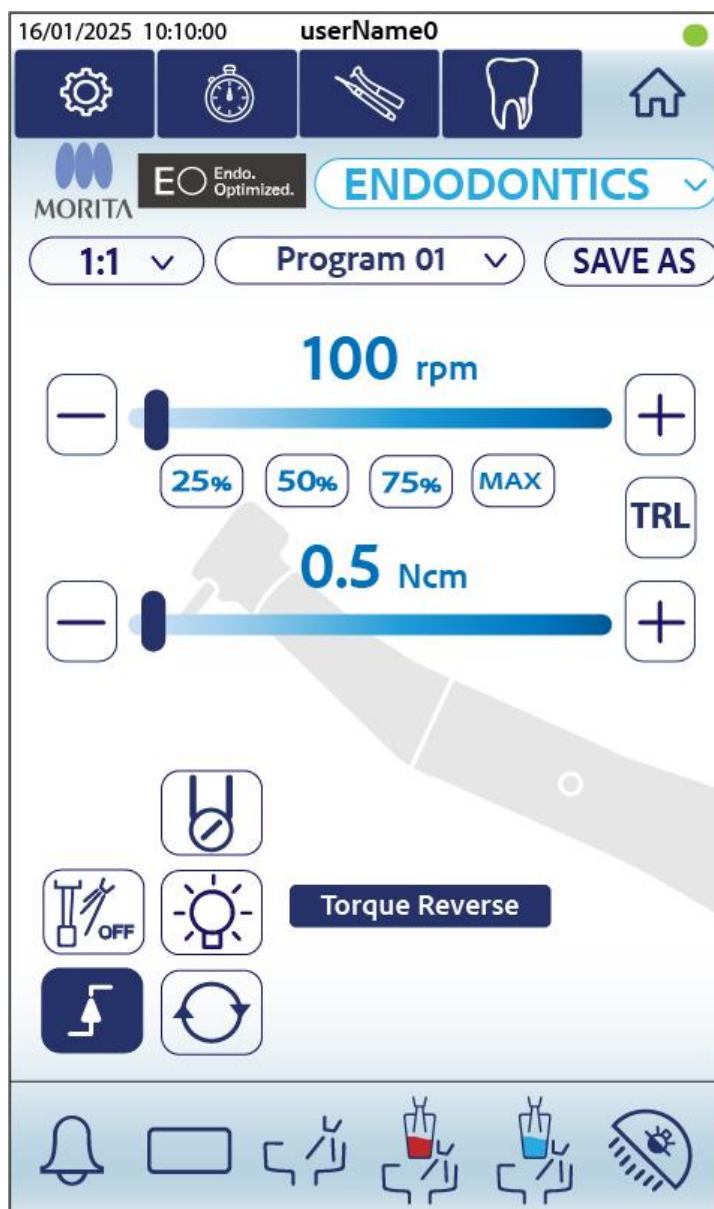 16/01/2025 10:10:00 userName0
MORITA EO Endo. Optimized. ENDODONTICS
1:1 Program 01 SAVE AS
100 rpm
25% 50% 75% MAX
TRL
0.5 Ncm
OFF
Torque Reverse